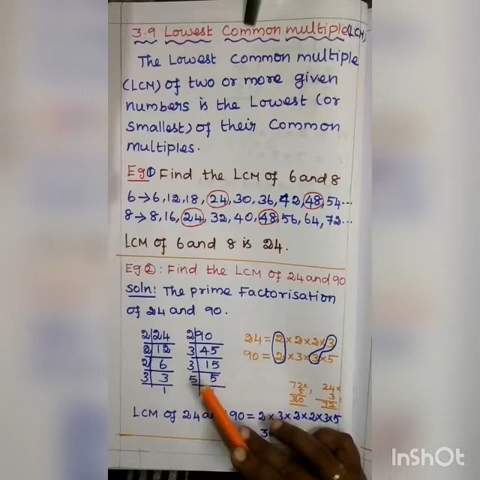 3.9 Lowest Common multiple (LCM)
The Lowest Common multiple
(LCM) of two or more given
numbers is the Lowest (or
smallest) of their Common
multiples.
Eg①: Find the LCM of 6 and 8
6→6,12,18,24,30,36,42,48,54...
8→8,16,24,32,40,48,56,64,72...
LCM of 6 and 8 is 24.
Eg②: Find the LCM of 24 and 90
Soln: The prime Factorisation
of 24 and 90.
2|24 2|90
2|12 3|45
2|6 3|15
3|3 5|5
1
24=2×2×2×3
90=2×3×3×5
LCM of 24 and 90=2×3×2×2×3×5
InShOt